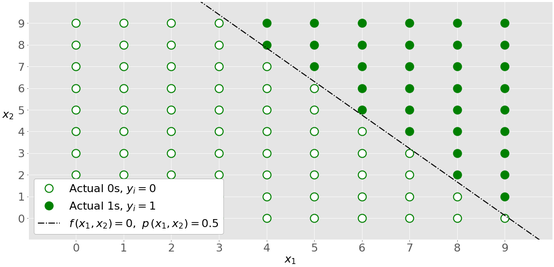 9
8
7
6
x₂ 5
4
3
2
1
0
Actual 0s, yᵢ = 0
Actual 1s, yᵢ = 1
f(x₁, x₂) = 0, p(x₁, x₂) = 0.5
0 1 2 3 4 5 6 7 8 9
x₁